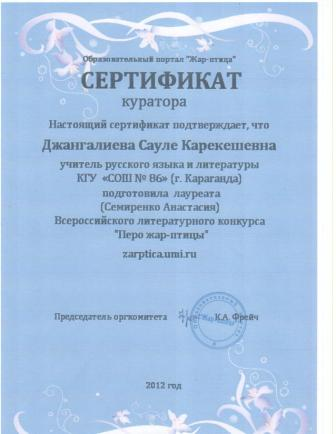 Образовательный портал "Жар-птица"
СЕРТИФИКАТ
куратора
Настоящий сертификат подтверждает, что
Джангалиева Сауле Карекешевна
учитель русского языка и литературы
КГУ «СОШ № 86» (г. Караганда)
подготовила лауреата
(Семиренко Анастасия)
Всероссийского литературного конкурса
"Перо жар-птицы"
zarptica.umi.ru
Председатель оргкомитета К.А. Фрейч
2012 год